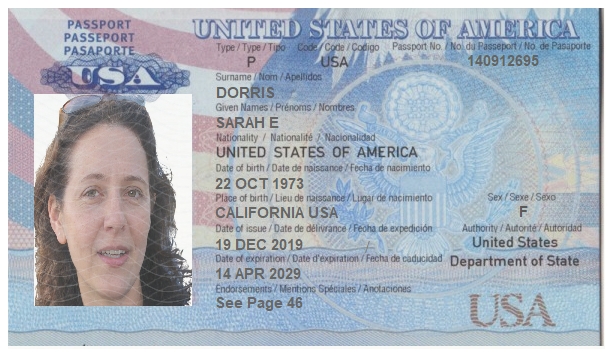 PASSPORT
PASSEPORT
PASAPORTE
USA
UNITED STATES OF AMERICA
Type / Type / Tipo Code / Code / Codigo Passport No. / No. du Passeport / No. de Pasaporte
P USA 140912695
Surname / Nom / Apellidos
DORRIS
Given Names / Prénoms / Nombres
SARAH E
Nationality / Nationalité / Nacionalidad
UNITED STATES OF AMERICA
Date of birth / Date de naissance / Fecha de nacimiento
22 OCT 1973
Place of birth / Lieu de naissance / Lugar de nacimiento Sex / Sexe / Sexo
CALIFORNIA USA F
Date of issue / Date de délivrance / Fecha de expedición Authority / Autorité / Autoridad
19 DEC 2019 United States
Date of expiration / Date d'expiration / Fecha de caducidad Department of State
14 APR 2029
Endorsements / Mentions Spéciales / Anotaciones
See Page 46
USA